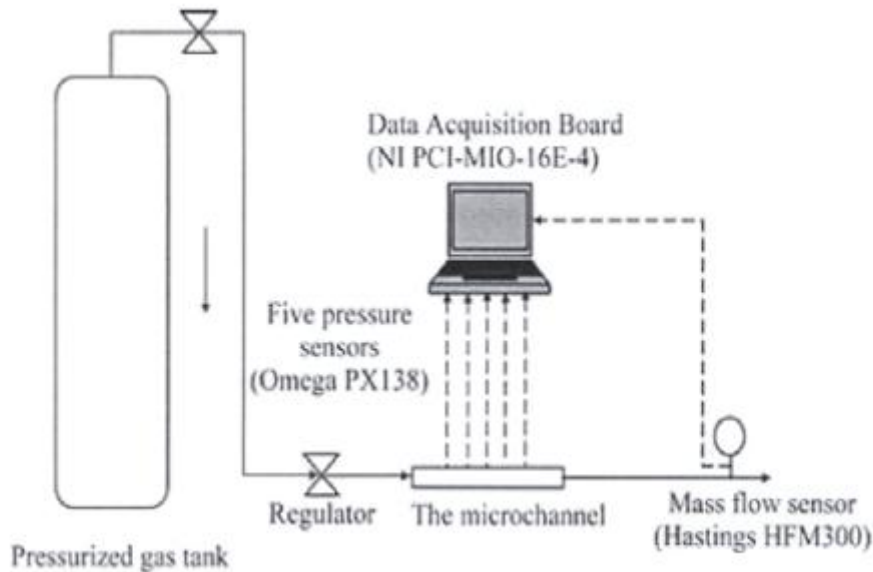 Data Acquisition Board
(NI PCI-MIO-16E-4)
Five pressure
sensors
(Omega PX138)
Regulator
The microchannel
Mass flow sensor
(Hastings HFM300)
Pressurized gas tank